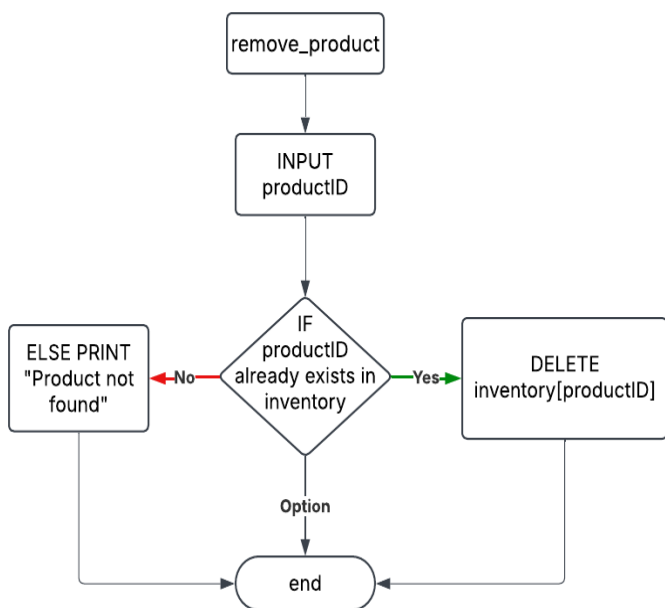 remove_product
INPUT
productID
IF
productID
already exists in
inventory
ELSE PRINT
"Product not
found"
No
Yes
DELETE
inventory[productID]
Option
end